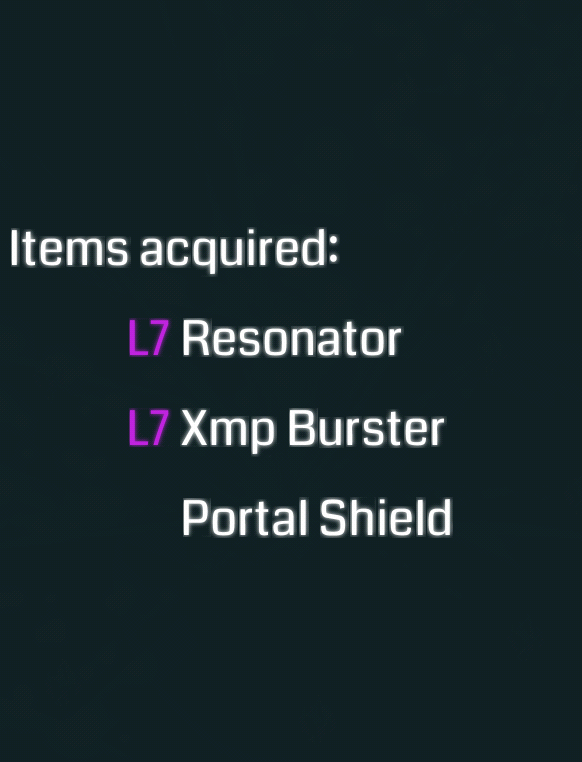 Items acquired:
L7 Resonator
L7 Xmp Burster
Portal Shield